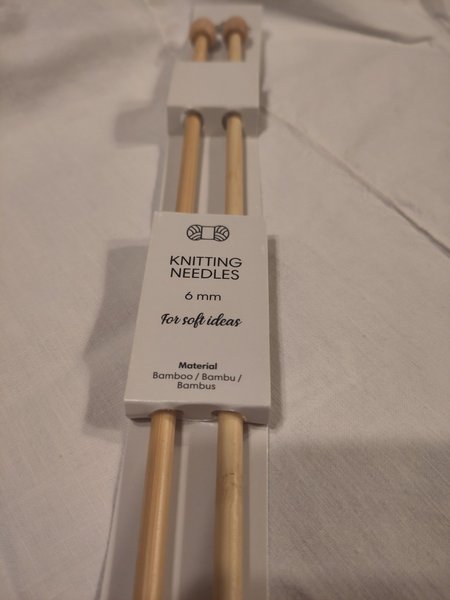 KNITTING
NEEDLES
6 mm
For soft ideas
Material
Bamboo / Bambu /
Bambus